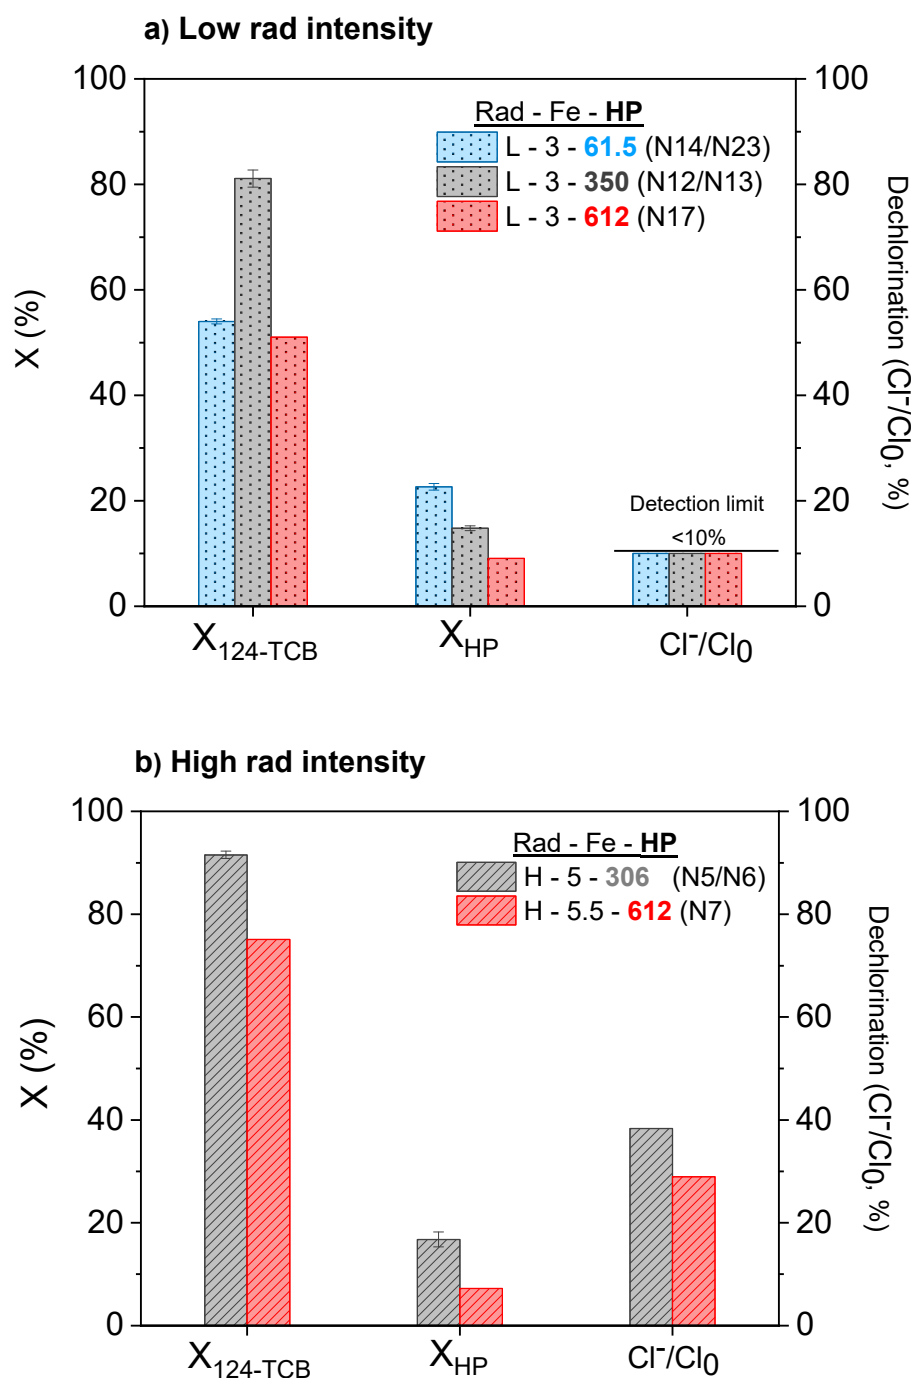 a) Low rad intensity
100
80
60
40
20
0
X (%)
100
80
60
40
20
0
Dechlorination (Cl⁻/Cl₀, %)
Rad - Fe - HP
L - 3 - 61.5 (N14/N23)
L - 3 - 350 (N12/N13)
L - 3 - 612 (N17)
Detection limit
<10%
X₁₂₄₋TCB
X_HP
Cl⁻/Cl₀
b) High rad intensity
100
80
60
40
20
0
X (%)
100
80
60
40
20
0
Dechlorination (Cl⁻/Cl₀, %)
Rad - Fe - HP
H - 5 - 306 (N5/N6)
H - 5.5 - 612 (N7)
X₁₂₄₋TCB
X_HP
Cl⁻/Cl₀